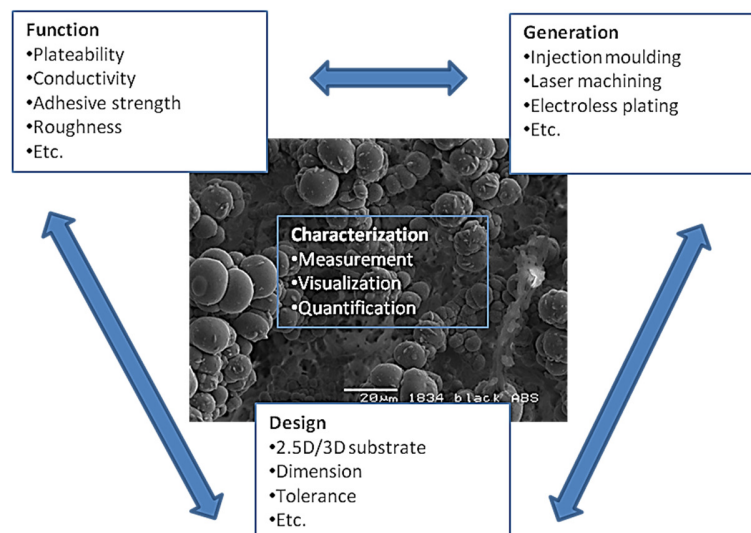 Function
•Plateability
•Conductivity
•Adhesive strength
•Roughness
•Etc.
Generation
•Injection moulding
•Laser machining
•Electroless plating
•Etc.
Characterization
•Measurement
•Visualization
•Quantification
20µm 1834 black ABS
Design
•2.5D/3D substrate
•Dimension
•Tolerance
•Etc.